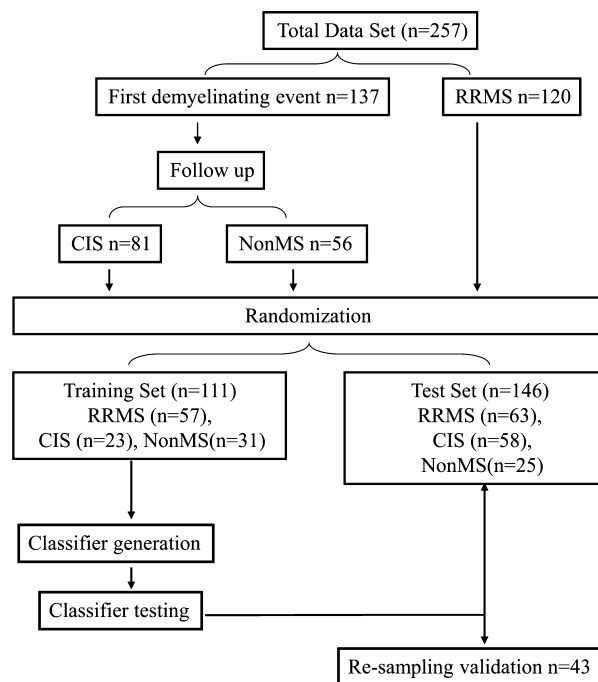 Total Data Set (n=257)
First demyelinating event n=137
RRMS n=120
Follow up
CIS n=81
NonMS n=56
Randomization
Training Set (n=111)
RRMS (n=57),
CIS (n=23), NonMS(n=31)
Test Set (n=146)
RRMS (n=63),
CIS (n=58),
NonMS(n=25)
Classifier generation
Classifier testing
Re-sampling validation n=43